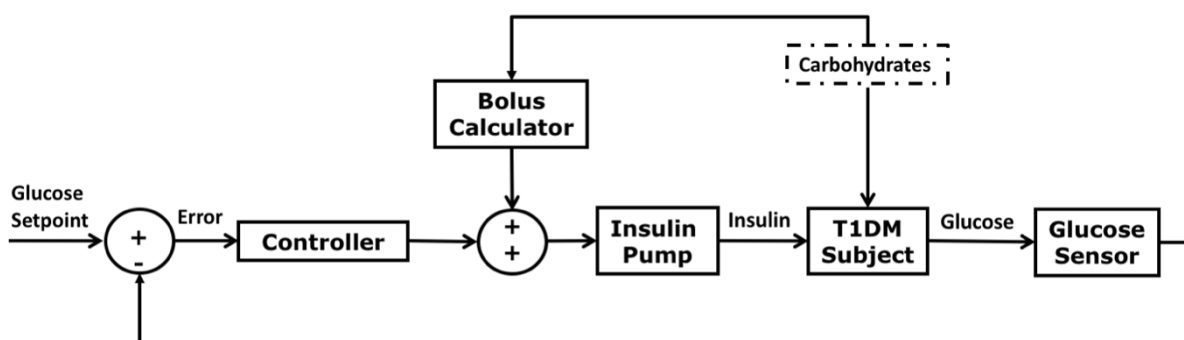 Carbohydrates
Bolus
Calculator
Glucose
Setpoint
+
-
Error
Controller
+
+
Insulin
Pump
Insulin
T1DM
Subject
Glucose
Glucose
Sensor